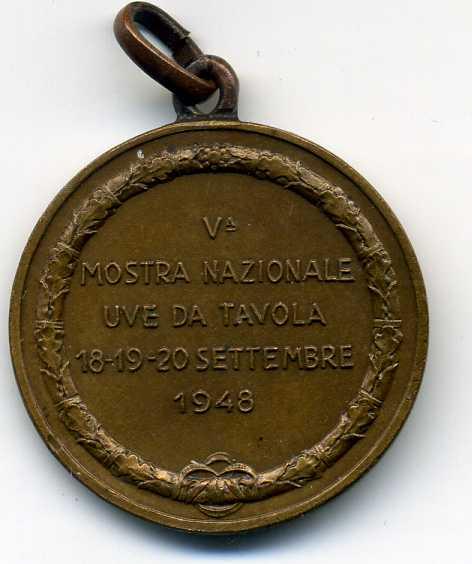 Vᴬ
MOSTRA NAZIONALE
UVE DA TAVOLA
18-19-20 SETTEMBRE
1948